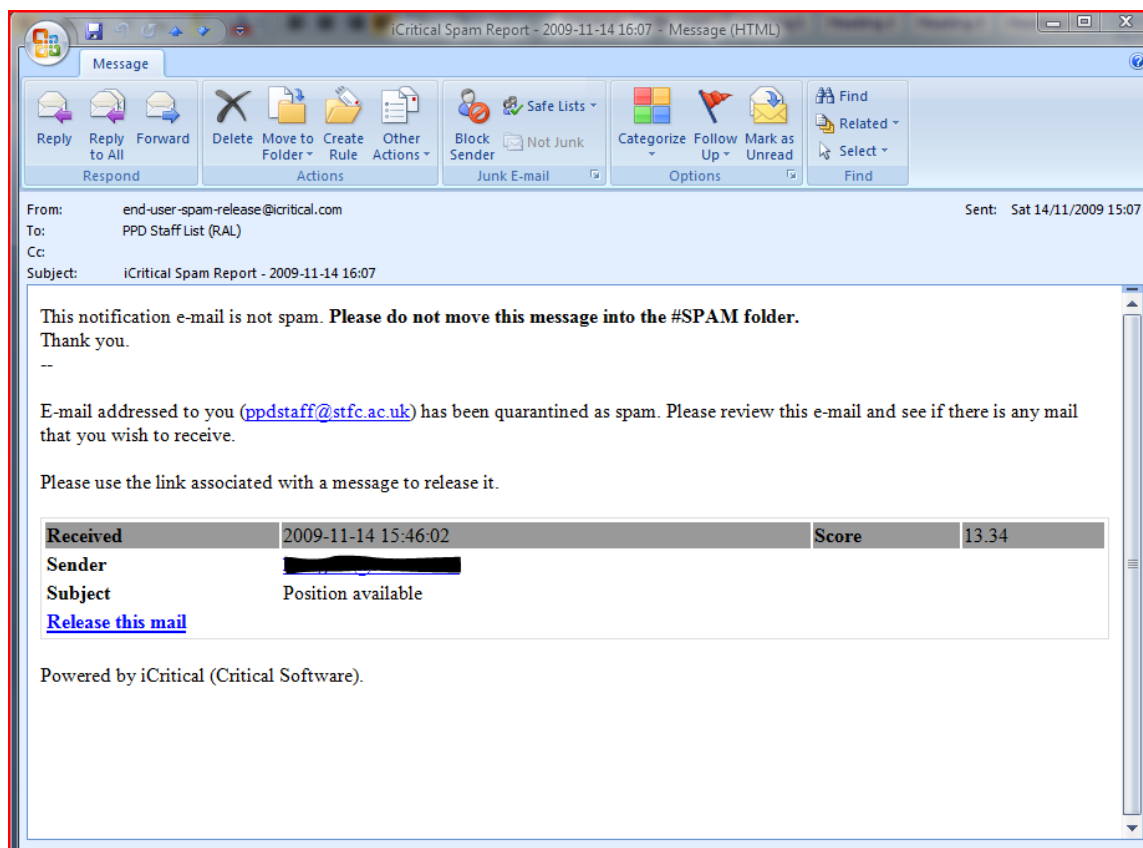 iCritical Spam Report - 2009-11-14 16:07 - Message (HTML)
Message
Reply Reply to All Forward Delete Move to Folder Create Rule Other Actions Block Sender Safe Lists Not Junk Categorize Follow Up Mark as Unread Find Related Select
Respond Actions Junk E-mail Options Find
From: end-user-spam-release@icritical.com Sent: Sat 14/11/2009 15:07
To: PPD Staff List (RAL)
Cc:
Subject: iCritical Spam Report - 2009-11-14 16:07
This notification e-mail is not spam. Please do not move this message into the #SPAM folder.
Thank you.
--
E-mail addressed to you (ppdstaff@stfc.ac.uk) has been quarantined as spam. Please review this e-mail and see if there is any mail
that you wish to receive.
Please use the link associated with a message to release it.
Received 2009-11-14 15:46:02 Score 13.34
Sender
Subject Position available
Release this mail
Powered by iCritical (Critical Software).